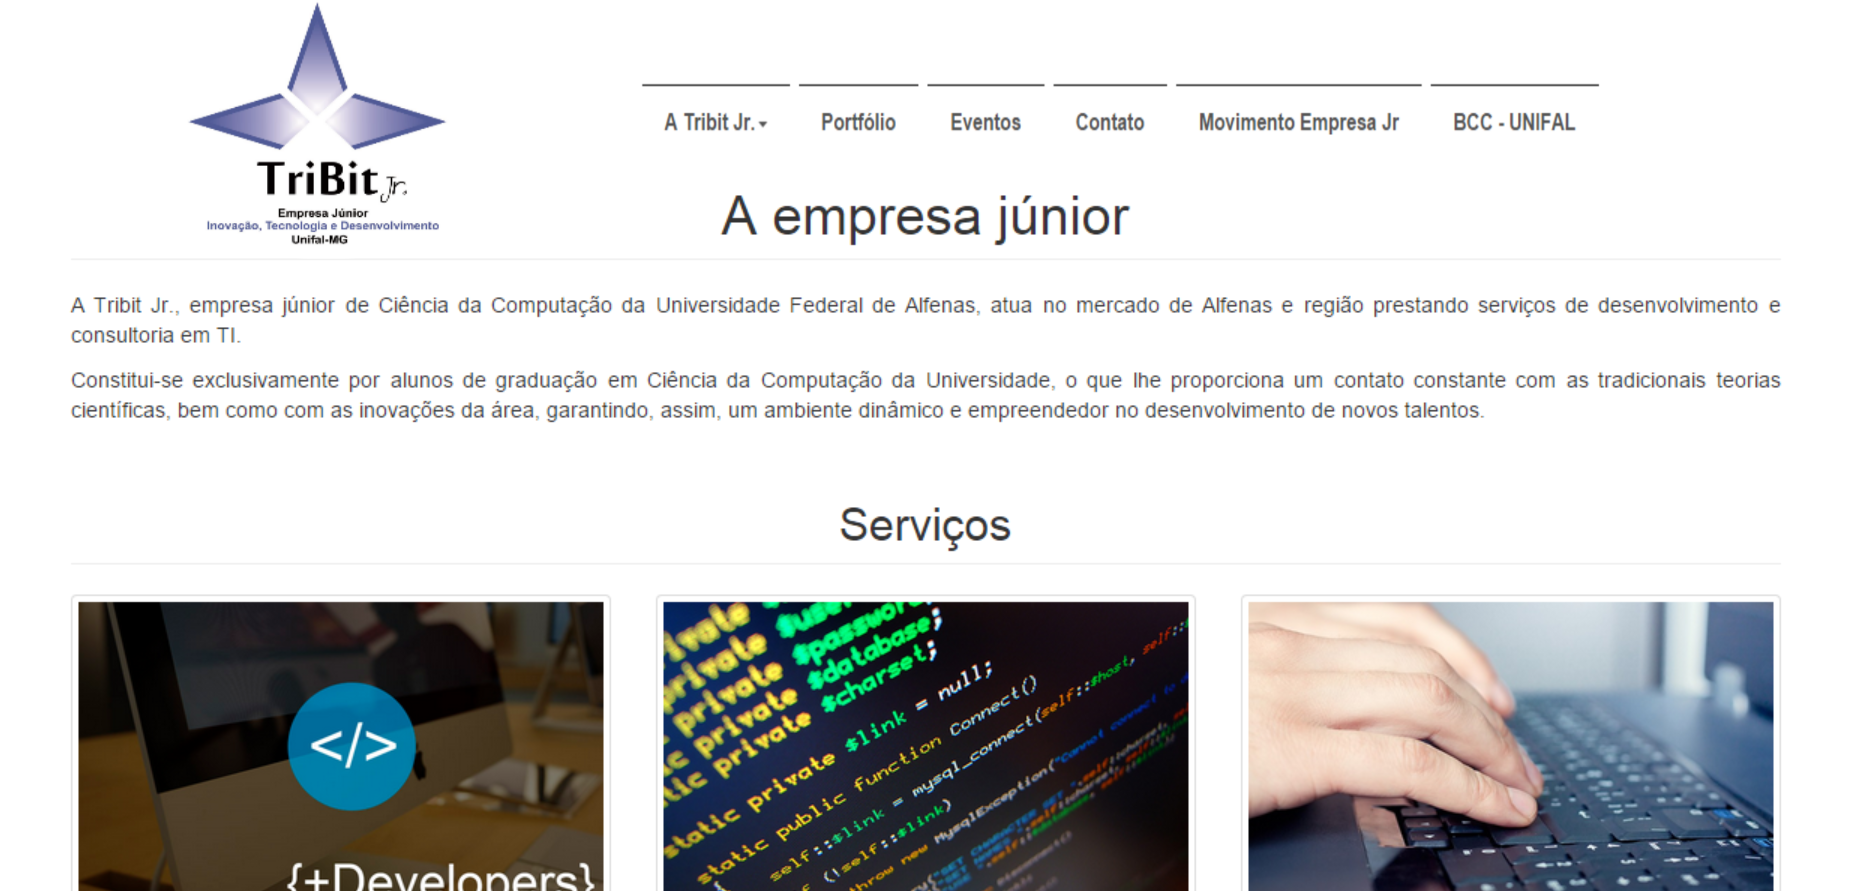 TriBit Jr.
Empresa Júnior
Inovação, Tecnologia e Desenvolvimento
Unifal-MG
A Tribit Jr.
Portfólio
Eventos
Contato
Movimento Empresa Jr
BCC - UNIFAL
A empresa júnior
A Tribit Jr., empresa júnior de Ciência da Computação da Universidade Federal de Alfenas, atua no mercado de Alfenas e região prestando serviços de desenvolvimento e
consultoria em TI.
Constitui-se exclusivamente por alunos de graduação em Ciência da Computação da Universidade, o que lhe proporciona um contato constante com as tradicionais teorias
científicas, bem como com as inovações da área, garantindo, assim, um ambiente dinâmico e empreendedor no desenvolvimento de novos talentos.
Serviços
</>
{+Developers}
private
private $password;
private $database;
private $charset;
static private $link = null;
static public function Connect()
self::$link = mysql_connect(self::$host, self::
(!self::$link)
throw new MysqlException("Cannot connect to